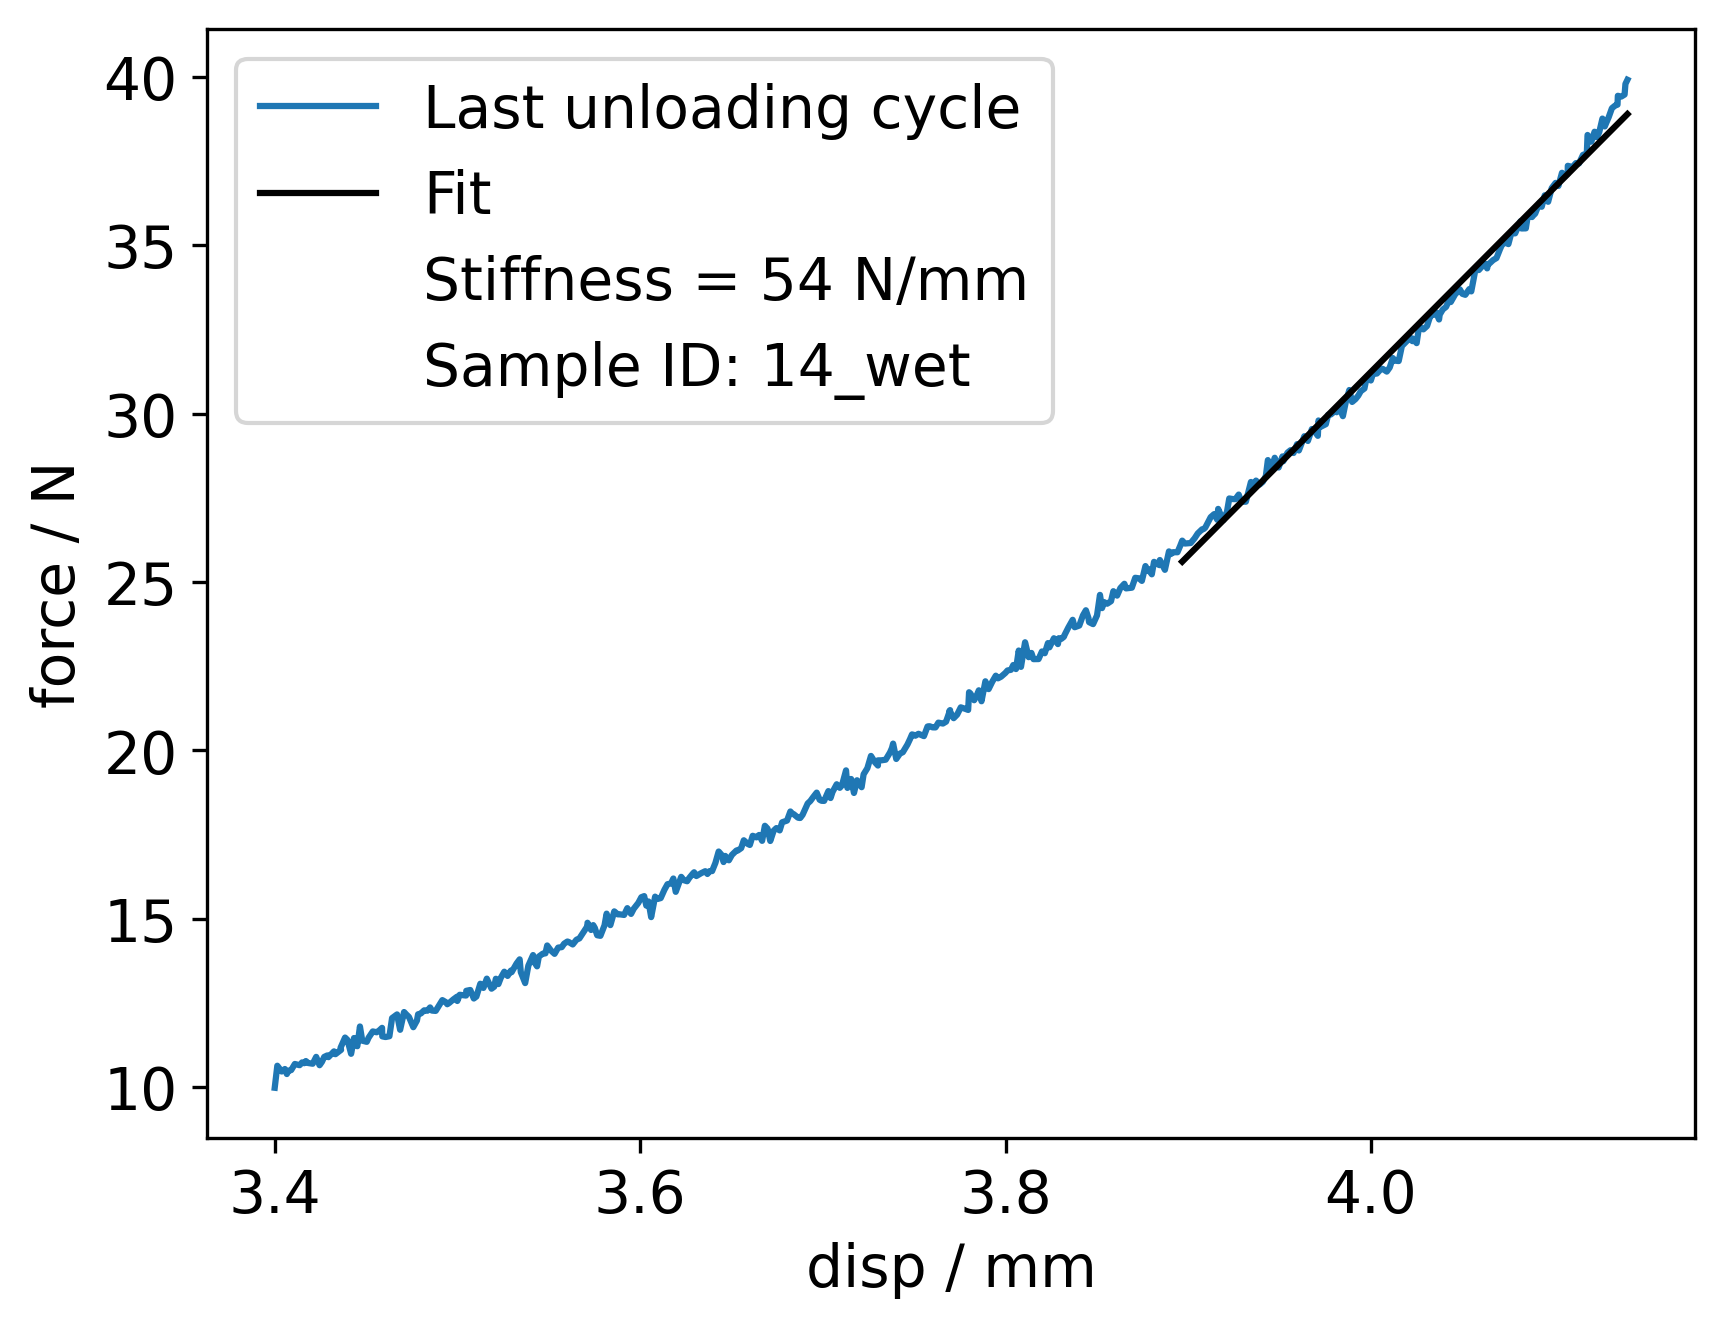 Last unloading cycle
Fit
Stiffness = 54 N/mm
Sample ID: 14_wet
force / N
40
35
30
25
20
15
10
3.4 3.6 3.8 4.0
disp / mm